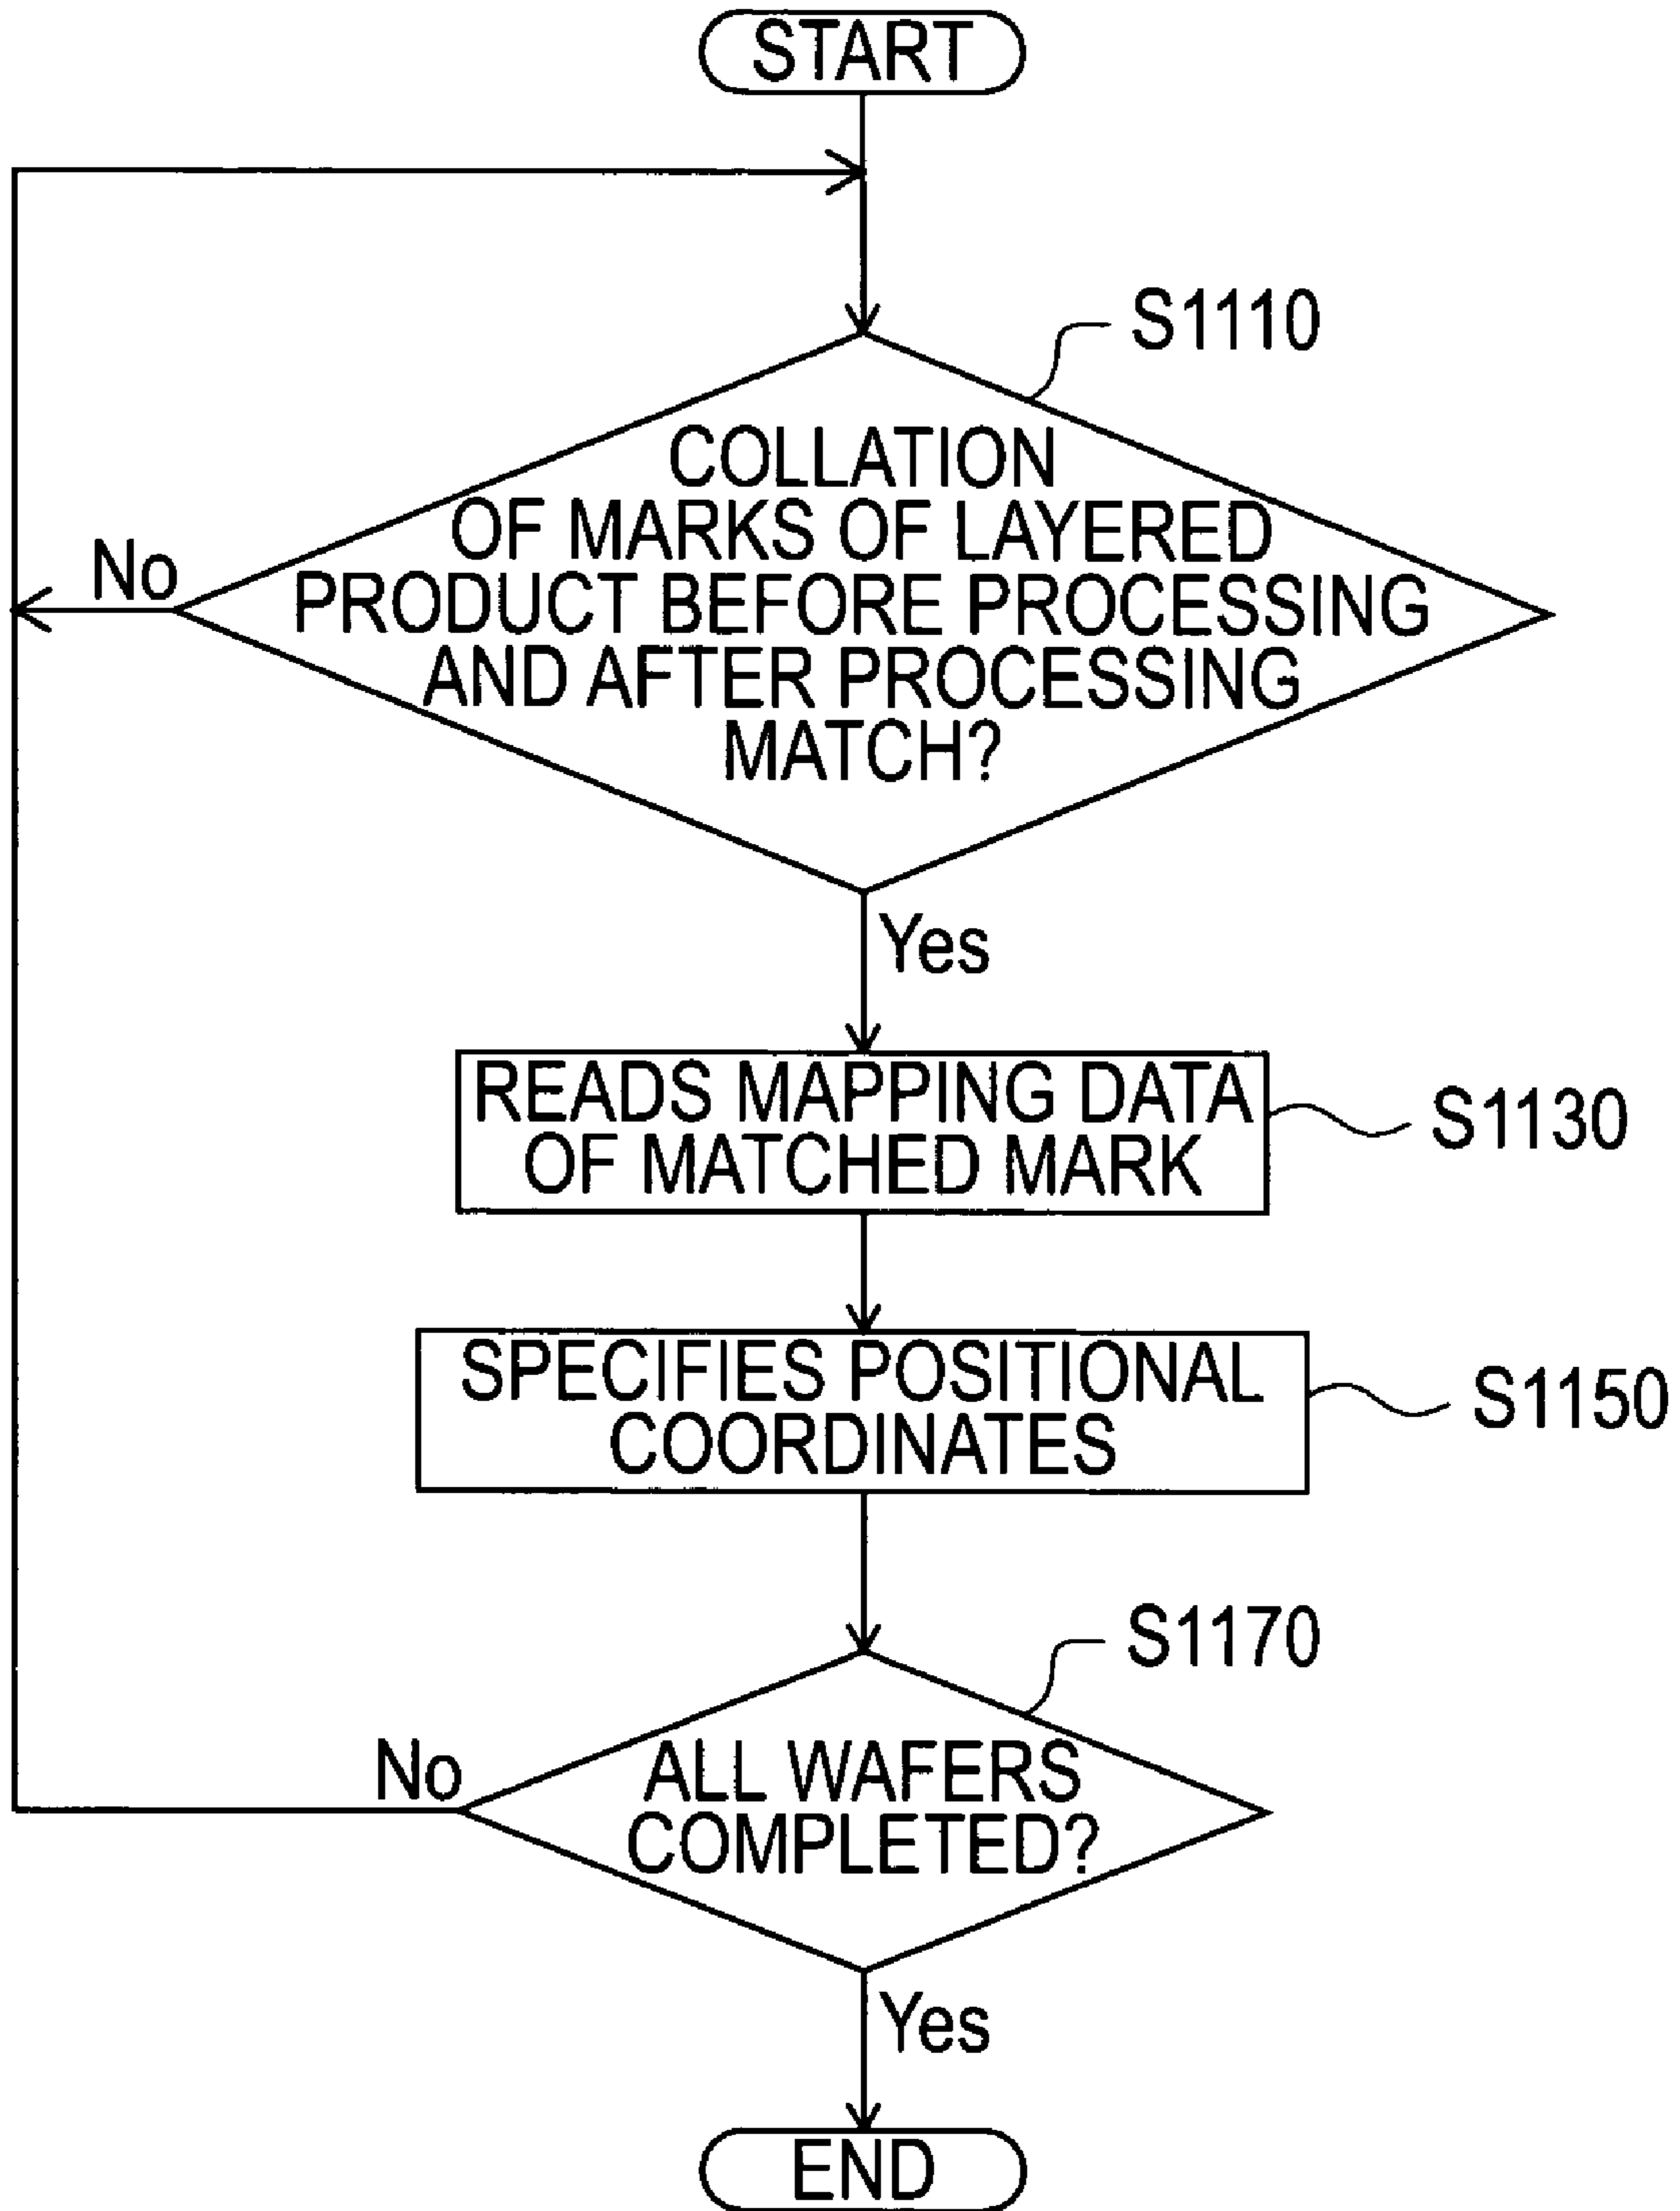 START
S1110
COLLATION
OF MARKS OF LAYERED
PRODUCT BEFORE PROCESSING
AND AFTER PROCESSING
MATCH?
No
Yes
READS MAPPING DATA
OF MATCHED MARK
S1130
SPECIFIES POSITIONAL
COORDINATES
S1150
S1170
ALL WAFERS
COMPLETED?
No
Yes
END